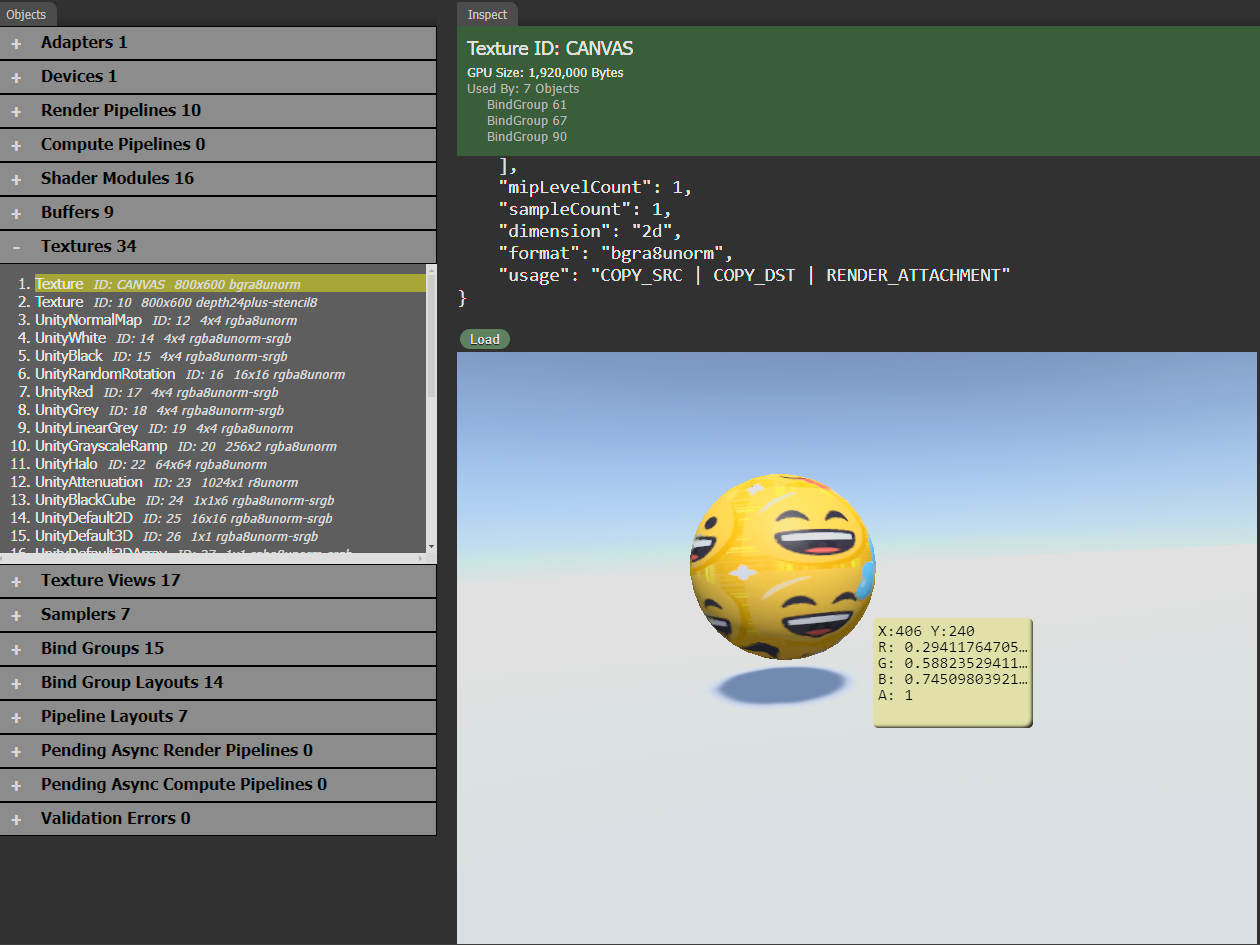 Objects
+ Adapters 1
+ Devices 1
+ Render Pipelines 10
+ Compute Pipelines 0
+ Shader Modules 16
+ Buffers 9
- Textures 34
1. Texture ID: CANVAS 800x600 bgra8unorm
2. Texture ID: 10 800x600 depth24plus-stencil8
3. UnityNormalMap ID: 12 4x4 rgba8unorm
4. UnityWhite ID: 14 4x4 rgba8unorm-srgb
5. UnityBlack ID: 15 4x4 rgba8unorm-srgb
6. UnityRandomRotation ID: 16 16x16 rgba8unorm
7. UnityRed ID: 17 4x4 rgba8unorm-srgb
8. UnityGrey ID: 18 4x4 rgba8unorm-srgb
9. UnityLinearGrey ID: 19 4x4 rgba8unorm
10. UnityGrayscaleRamp ID: 20 256x2 rgba8unorm
11. UnityHalo ID: 22 64x64 rgba8unorm
12. UnityAttenuation ID: 23 1024x1 r8unorm
13. UnityBlackCube ID: 24 1x1x6 rgba8unorm-srgb
14. UnityDefault2D ID: 25 16x16 rgba8unorm-srgb
15. UnityDefault3D ID: 26 1x1 rgba8unorm-srgb
16. UnityDefault2DArray ID: 27 1x1 rgba8unorm-srgb
+ Texture Views 17
+ Samplers 7
+ Bind Groups 15
+ Bind Group Layouts 14
+ Pipeline Layouts 7
+ Pending Async Render Pipelines 0
+ Pending Async Compute Pipelines 0
+ Validation Errors 0
Inspect
Texture ID: CANVAS
GPU Size: 1,920,000 Bytes
Used By: 7 Objects
BindGroup 61
BindGroup 67
BindGroup 90
],
"mipLevelCount": 1,
"sampleCount": 1,
"dimension": "2d",
"format": "bgra8unorm",
"usage": "COPY_SRC | COPY_DST | RENDER_ATTACHMENT"
}
Load
X:406 Y:240
R: 0.29411764705…
G: 0.58823529411…
B: 0.74509803921…
A: 1